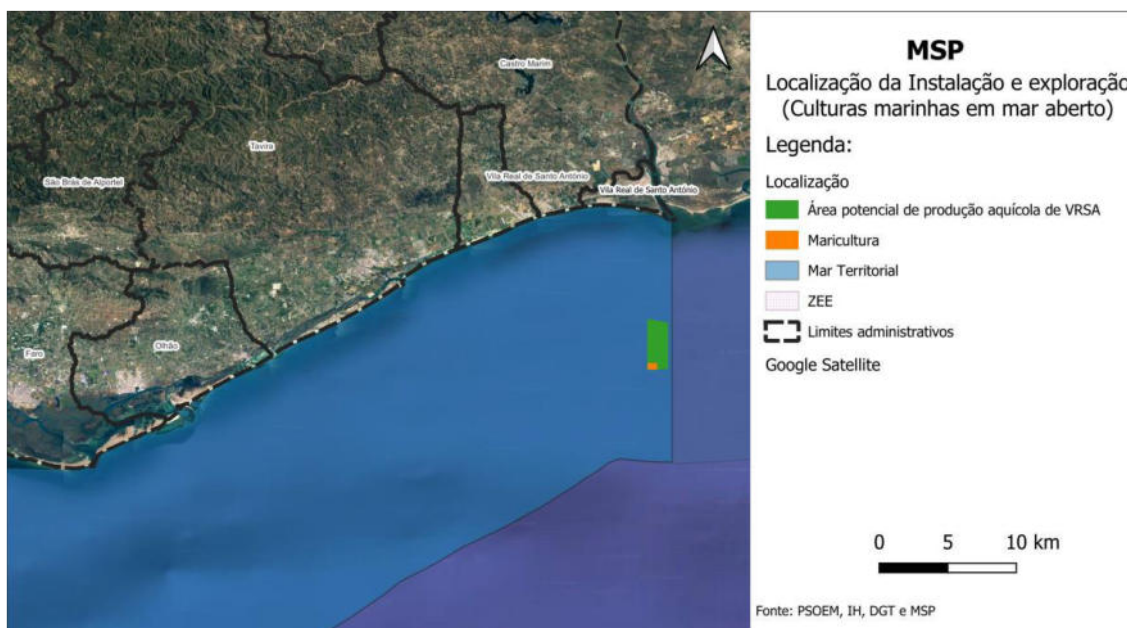 Castro Marim
Tavira
São Brás de Alportel
Vila Real de Santo António
Vila Real de Santo António
Olhão
Faro
MSP
Localização da Instalação e exploração
(Culturas marinhas em mar aberto)
Legenda:
Localização
Área potencial de produção aquícola de VRSA
Maricultura
Mar Territorial
ZEE
Limites administrativos
Google Satellite
0 5 10 km
Fonte: PSOEM, IH, DGT e MSP